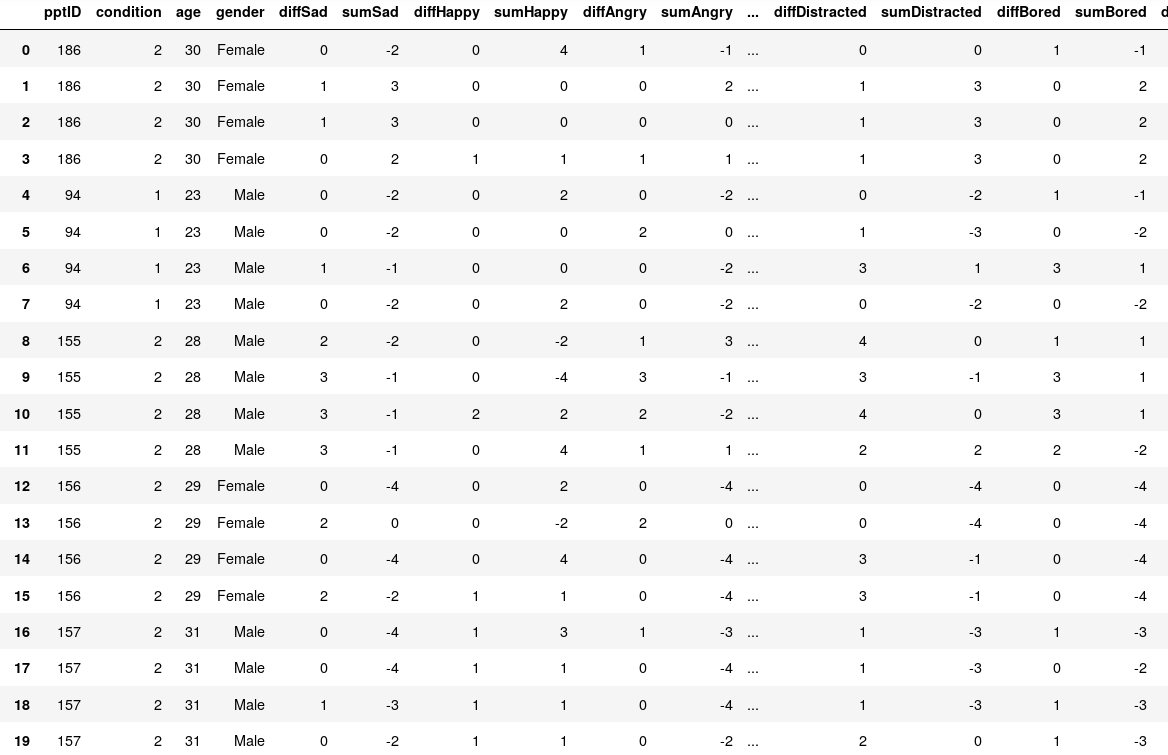 pptID condition age gender diffSad sumSad diffHappy sumHappy diffAngry sumAngry ... diffDistracted sumDistracted diffBored sumBored d
0 186 2 30 Female 0 -2 0 4 1 -1 ... 0 0 1 -1
1 186 2 30 Female 1 3 0 0 0 2 ... 1 3 0 2
2 186 2 30 Female 1 3 0 0 0 0 ... 1 3 0 2
3 186 2 30 Female 0 2 1 1 1 1 ... 1 3 0 2
4 94 1 23 Male 0 -2 0 2 0 -2 ... 0 -2 1 -1
5 94 1 23 Male 0 -2 0 0 2 0 ... 1 -3 0 -2
6 94 1 23 Male 1 -1 0 0 0 -2 ... 3 1 3 1
7 94 1 23 Male 0 -2 0 2 0 -2 ... 0 -2 0 -2
8 155 2 28 Male 2 -2 0 -2 1 3 ... 4 0 1 1
9 155 2 28 Male 3 -1 0 -4 3 -1 ... 3 -1 3 1
10 155 2 28 Male 3 -1 2 2 2 -2 ... 4 0 3 1
11 155 2 28 Male 3 -1 0 4 1 1 ... 2 2 2 -2
12 156 2 29 Female 0 -4 0 2 0 -4 ... 0 -4 0 -4
13 156 2 29 Female 2 0 0 -2 2 0 ... 0 -4 0 -4
14 156 2 29 Female 0 -4 0 4 0 -4 ... 3 -1 0 -4
15 156 2 29 Female 2 -2 1 1 0 -4 ... 3 -1 0 -4
16 157 2 31 Male 0 -4 1 3 1 -3 ... 1 -3 1 -3
17 157 2 31 Male 0 -4 1 1 0 -4 ... 1 -3 0 -2
18 157 2 31 Male 1 -3 1 1 0 -4 ... 1 -3 1 -3
19 157 2 31 Male 0 -2 1 1 0 -2 ... 2 0 1 -3